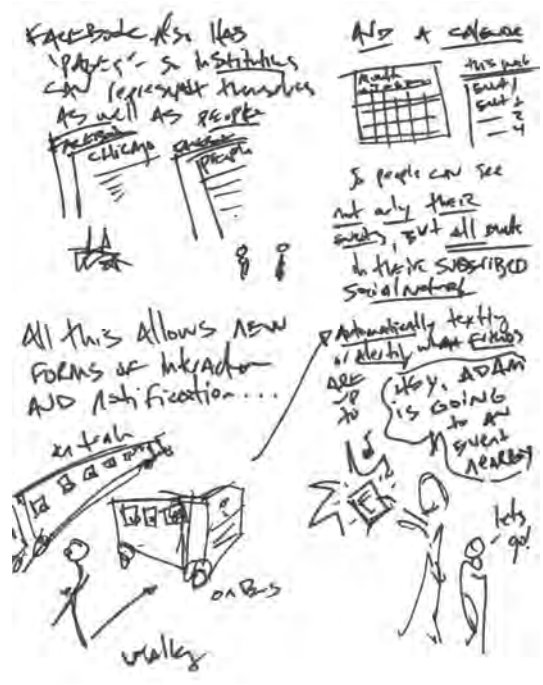 FACEBOOK Also HAS
"PAGES" - so INStitutions
CAN represent themselves
AS well AS PEOPLE
FACEBOOK
CHICAGO
FACEBOOK
PEOPLE
All this Allows NEW
FORMS OF INterActION
AND NotiFicAtion....
on train
on Bus
walking
AND A CALENDAR
Month
this week
Event 1
Event 2
3
4
So people can see
not only their
events, but all events
in their SUBSCRIBED
Social network
Automatically texting
or alerting when FRIENDS
ARE
UP
TO
Hey, ADAM
is GOING
to AN
event
NEARBY
lets
go!